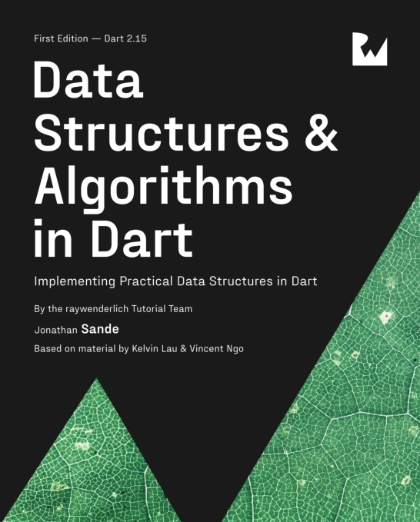 First Edition — Dart 2.15
Data
Structures &
Algorithms
in Dart
Implementing Practical Data Structures in Dart
By the raywenderlich Tutorial Team
Jonathan Sande
Based on material by Kelvin Lau & Vincent Ngo